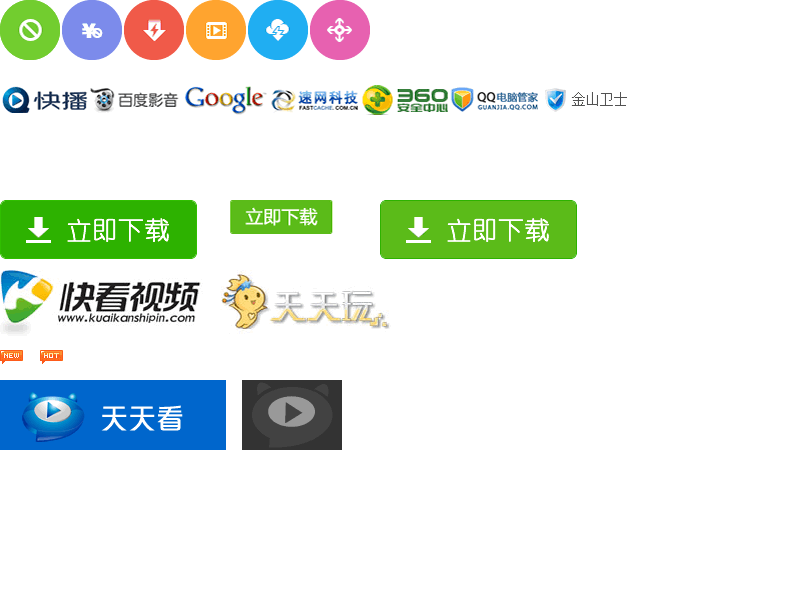 快播 百度影音 Google 速网科技 360 QQ电脑管家 金山卫士
FASTCACHE.COM.CN 安全中心 GUANJIA.QQ.COM
立即下载 立即下载 立即下载
快看视频 天天玩
www.kuaikanshipin.com
NEW HOT
天天看